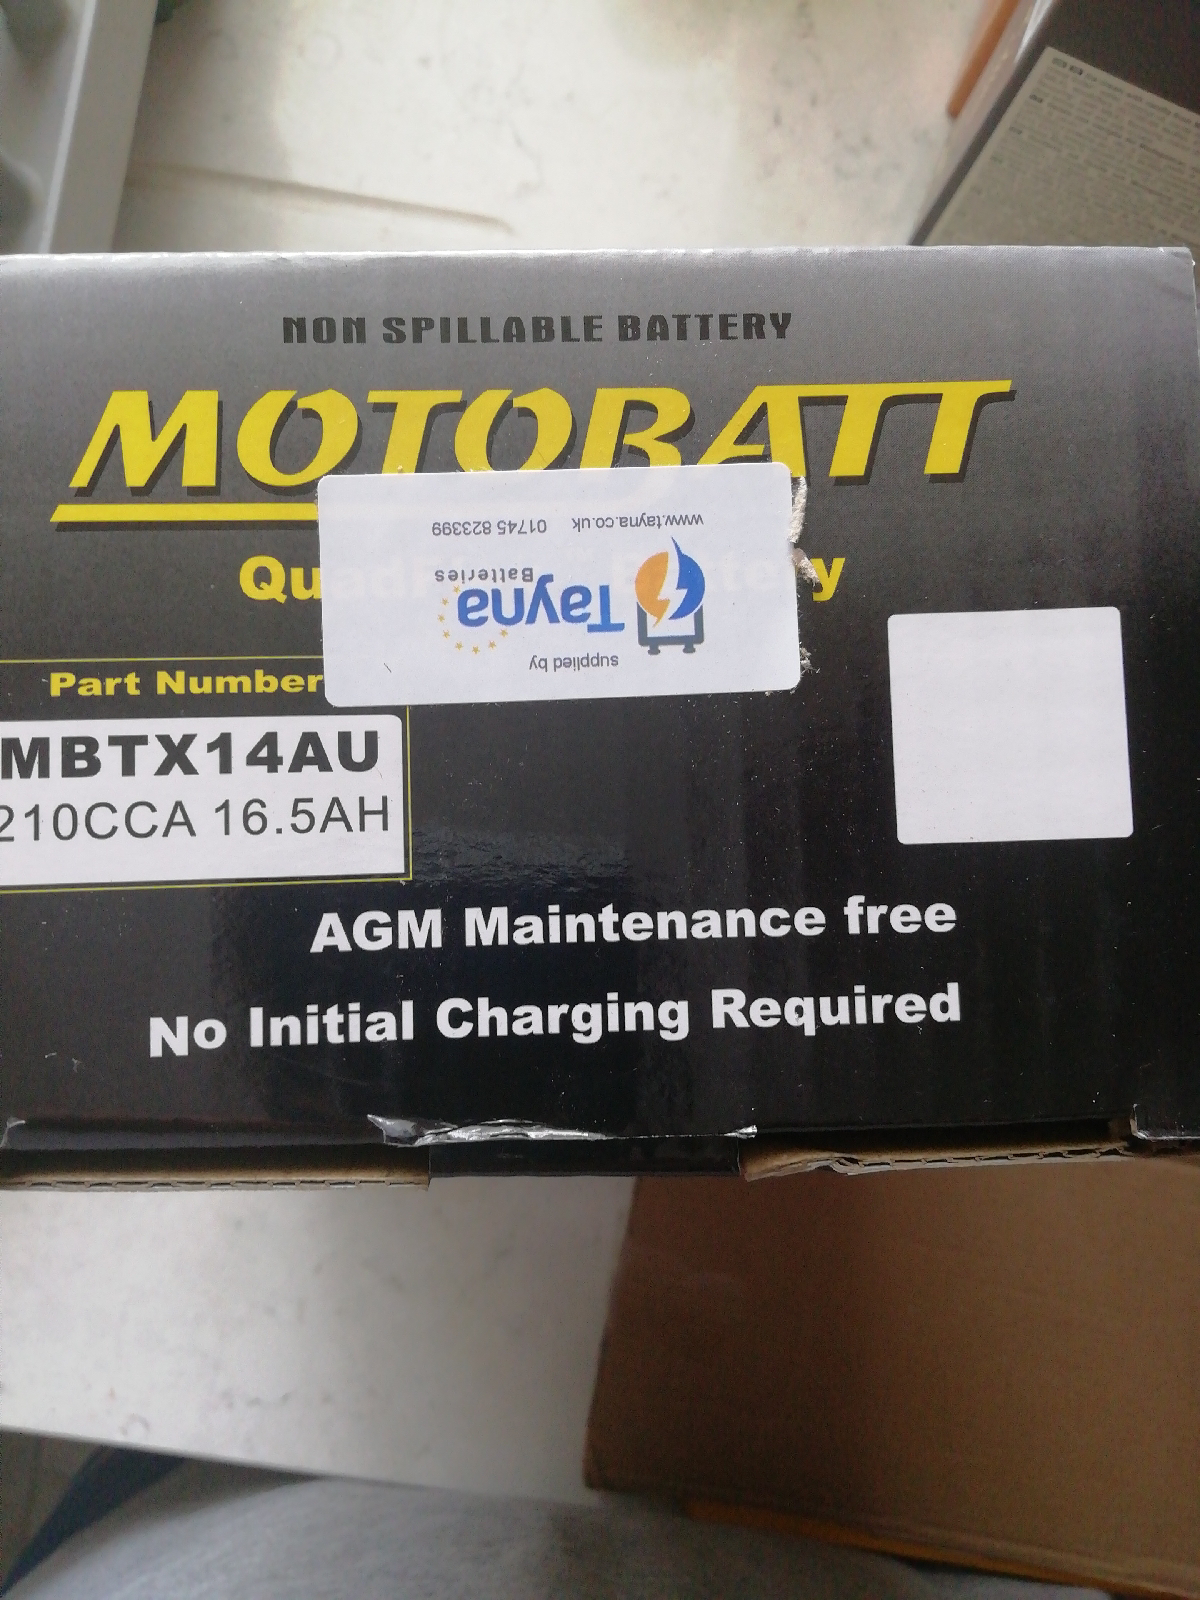 NON SPILLABLE BATTERY
MOTOBATT
www.tayna.co.uk 01745 823399
Tayna
Batteries
supplied by
Part Number
MBTX14AU
210CCA 16.5AH
AGM Maintenance free
No Initial Charging Required